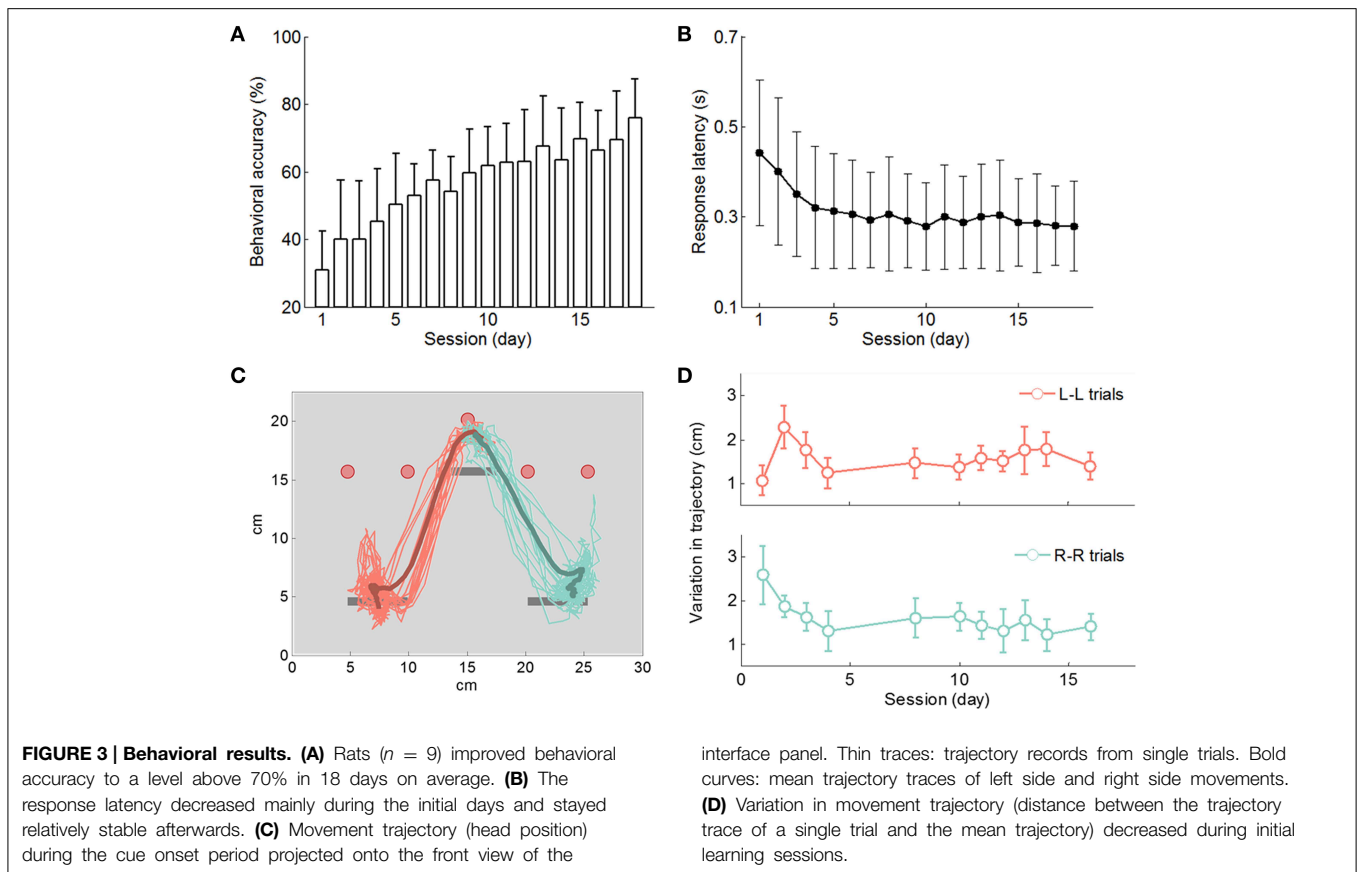 A
100
80
60
40
20
Behavioral accuracy (%)
1
5
10
15
Session (day)
B
0.7
0.5
0.3
0.1
Response latency (s)
1
5
10
15
Session (day)
C
20
15
10
5
0
cm
0
5
10
15
20
25
30
cm
D
3
2
1
L-L trials
Variation in trajectory (cm)
3
2
1
R-R trials
0
5
10
15
Session (day)
FIGURE 3 | Behavioral results. (A) Rats (n = 9) improved behavioral
accuracy to a level above 70% in 18 days on average. (B) The
response latency decreased mainly during the initial days and stayed
relatively stable afterwards. (C) Movement trajectory (head position)
during the cue onset period projected onto the front view of the
interface panel. Thin traces: trajectory records from single trials. Bold
curves: mean trajectory traces of left side and right side movements.
(D) Variation in movement trajectory (distance between the trajectory
trace of a single trial and the mean trajectory) decreased during initial
learning sessions.